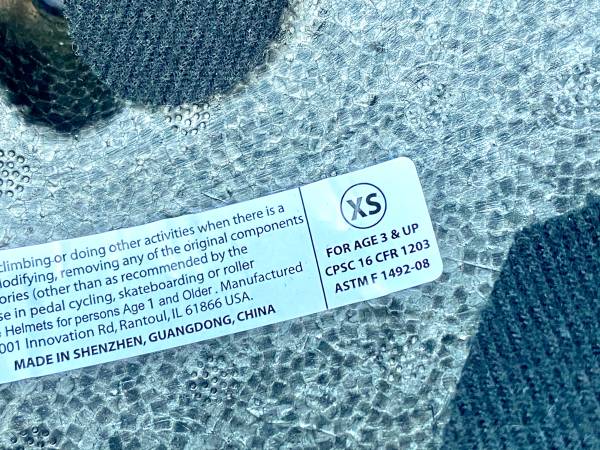 climbing or doing other activities when there is a
Modifying, removing any of the original components
ories (other than as recommended by the
se in pedal cycling, skateboarding or roller
Helmets for persons Age 1 and Older . Manufactured
001 Innovation Rd, Rantoul, IL 61866 USA.
MADE IN SHENZHEN, GUANGDONG, CHINA
XS
FOR AGE 3 & UP
CPSC 16 CFR 1203
ASTM F 1492-08